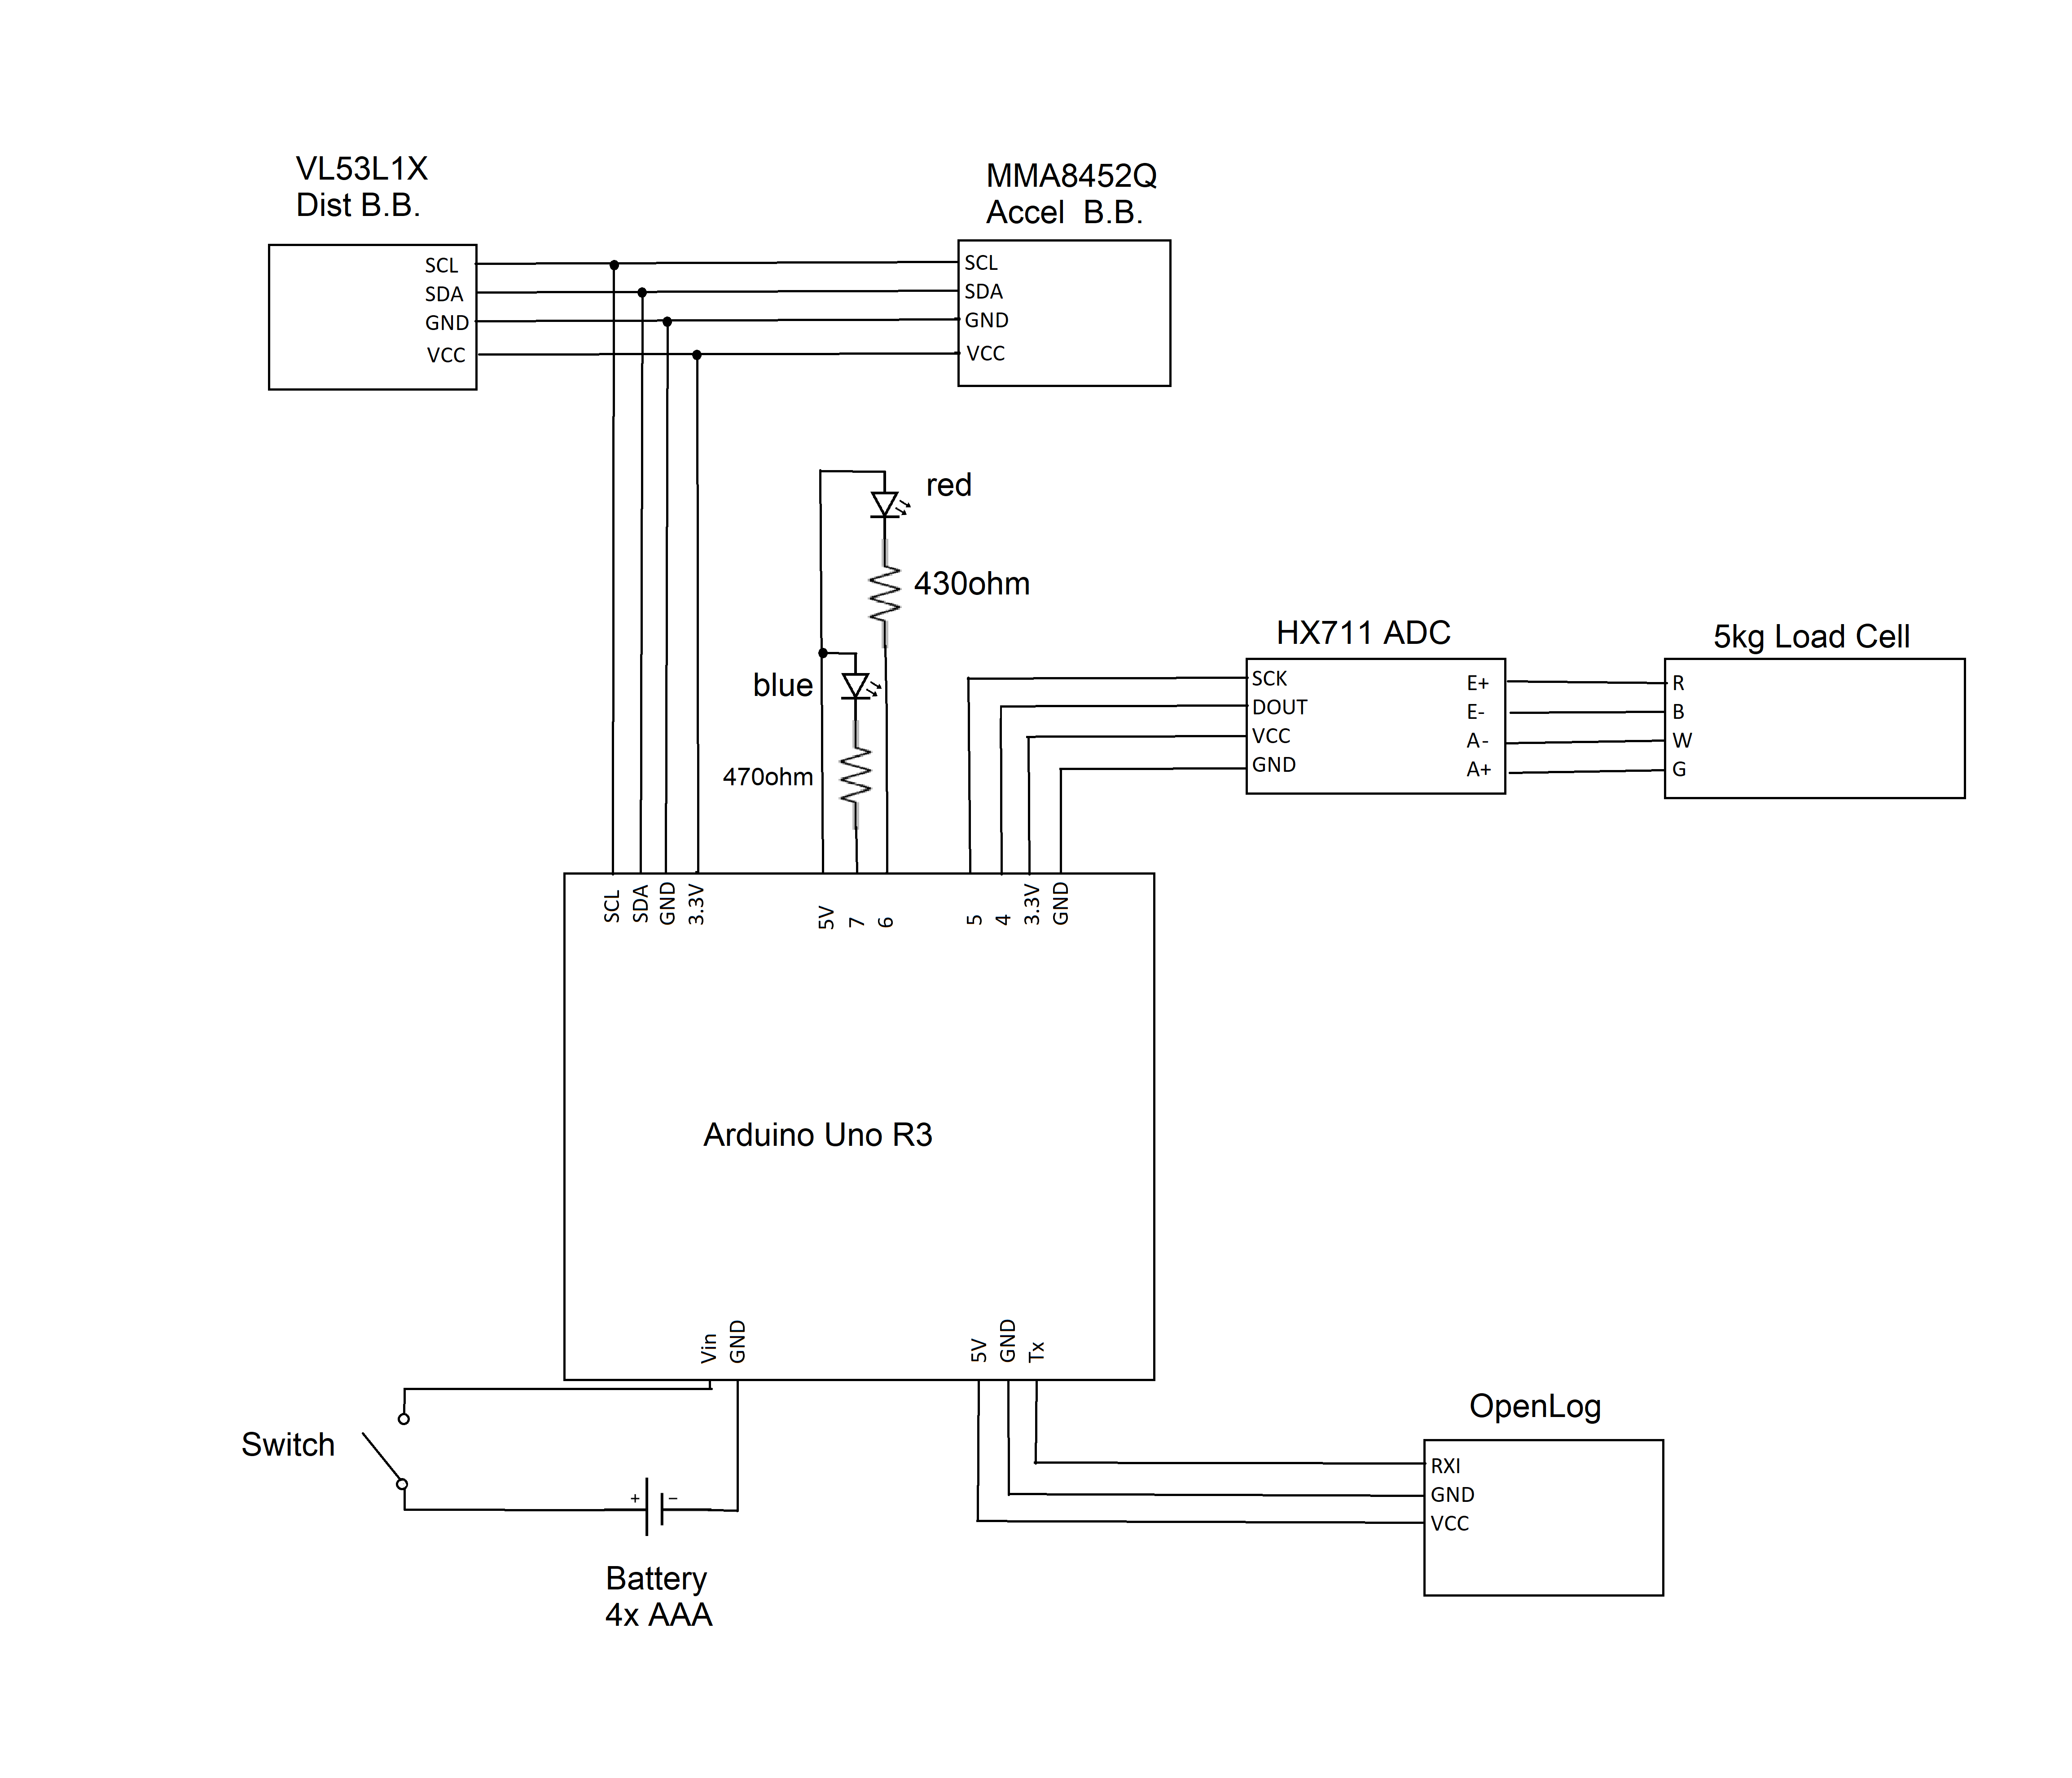 VL53L1X
Dist B.B.
MMA8452Q
Accel  B.B.
SCL
SDA
GND
VCC
SCL
SDA
GND
VCC
red
430ohm
blue
470ohm
HX711 ADC
SCK
DOUT
VCC
GND
E+
E-
A-
A+
5kg Load Cell
R
B
W
G
SCL
SDA
GND
3.3V
5V
7
6
5
4
3.3V
GND
Arduino Uno R3
Vin
GND
5V
GND
Tx
Switch
+
−
Battery
4x AAA
OpenLog
RXI
GND
VCC